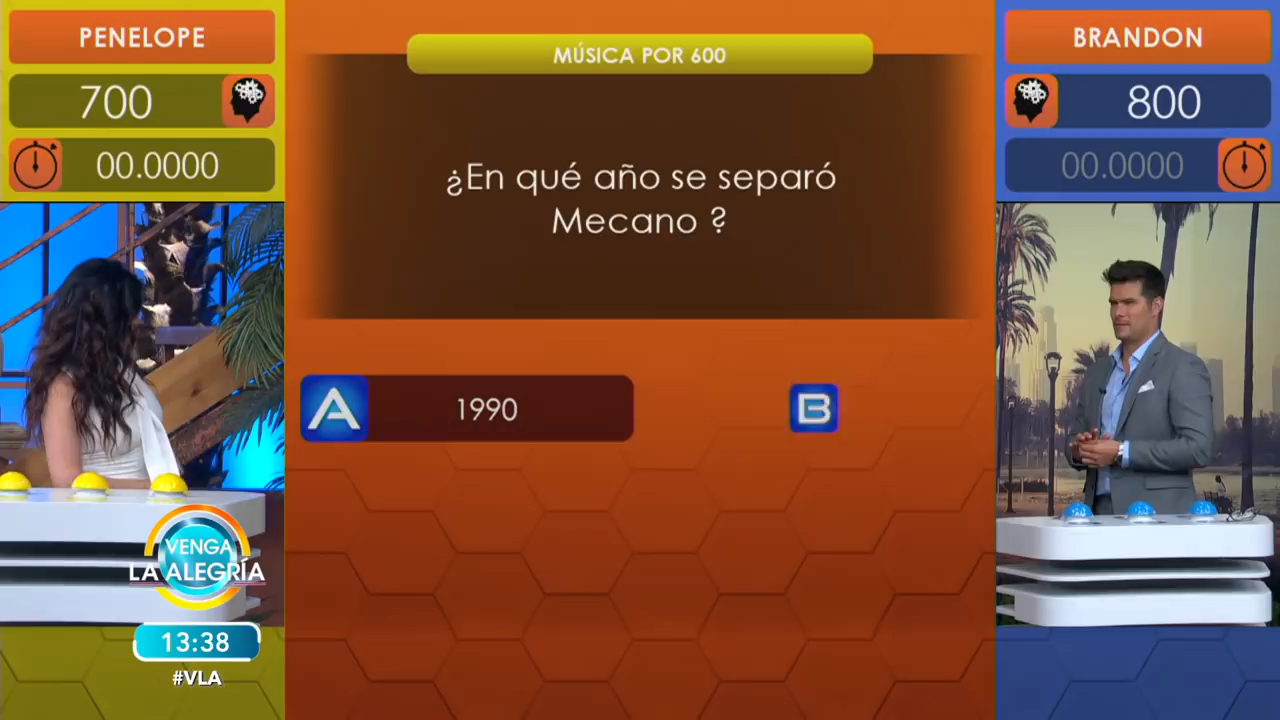 PENELOPE
700
00.0000
MÚSICA POR 600
¿En qué año se separó
Mecano ?
A 1990
B
BRANDON
800
00.0000
VENGA
LA ALEGRÍA
13:38
#VLA